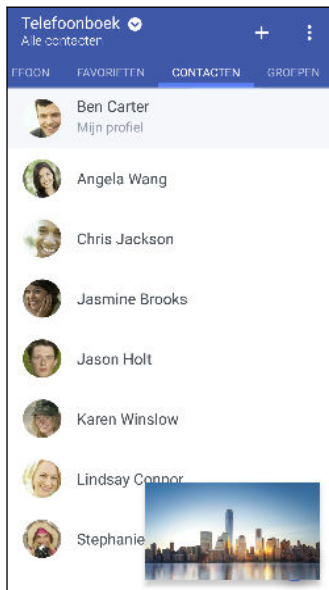 Telefoonboek
Alle contacten
EFOON FAVORIETEN CONTACTEN GROEPEN
Ben Carter
Mijn profiel
Angela Wang
Chris Jackson
Jasmine Brooks
Jason Holt
Karen Winslow
Lindsay Connor
Stephanie